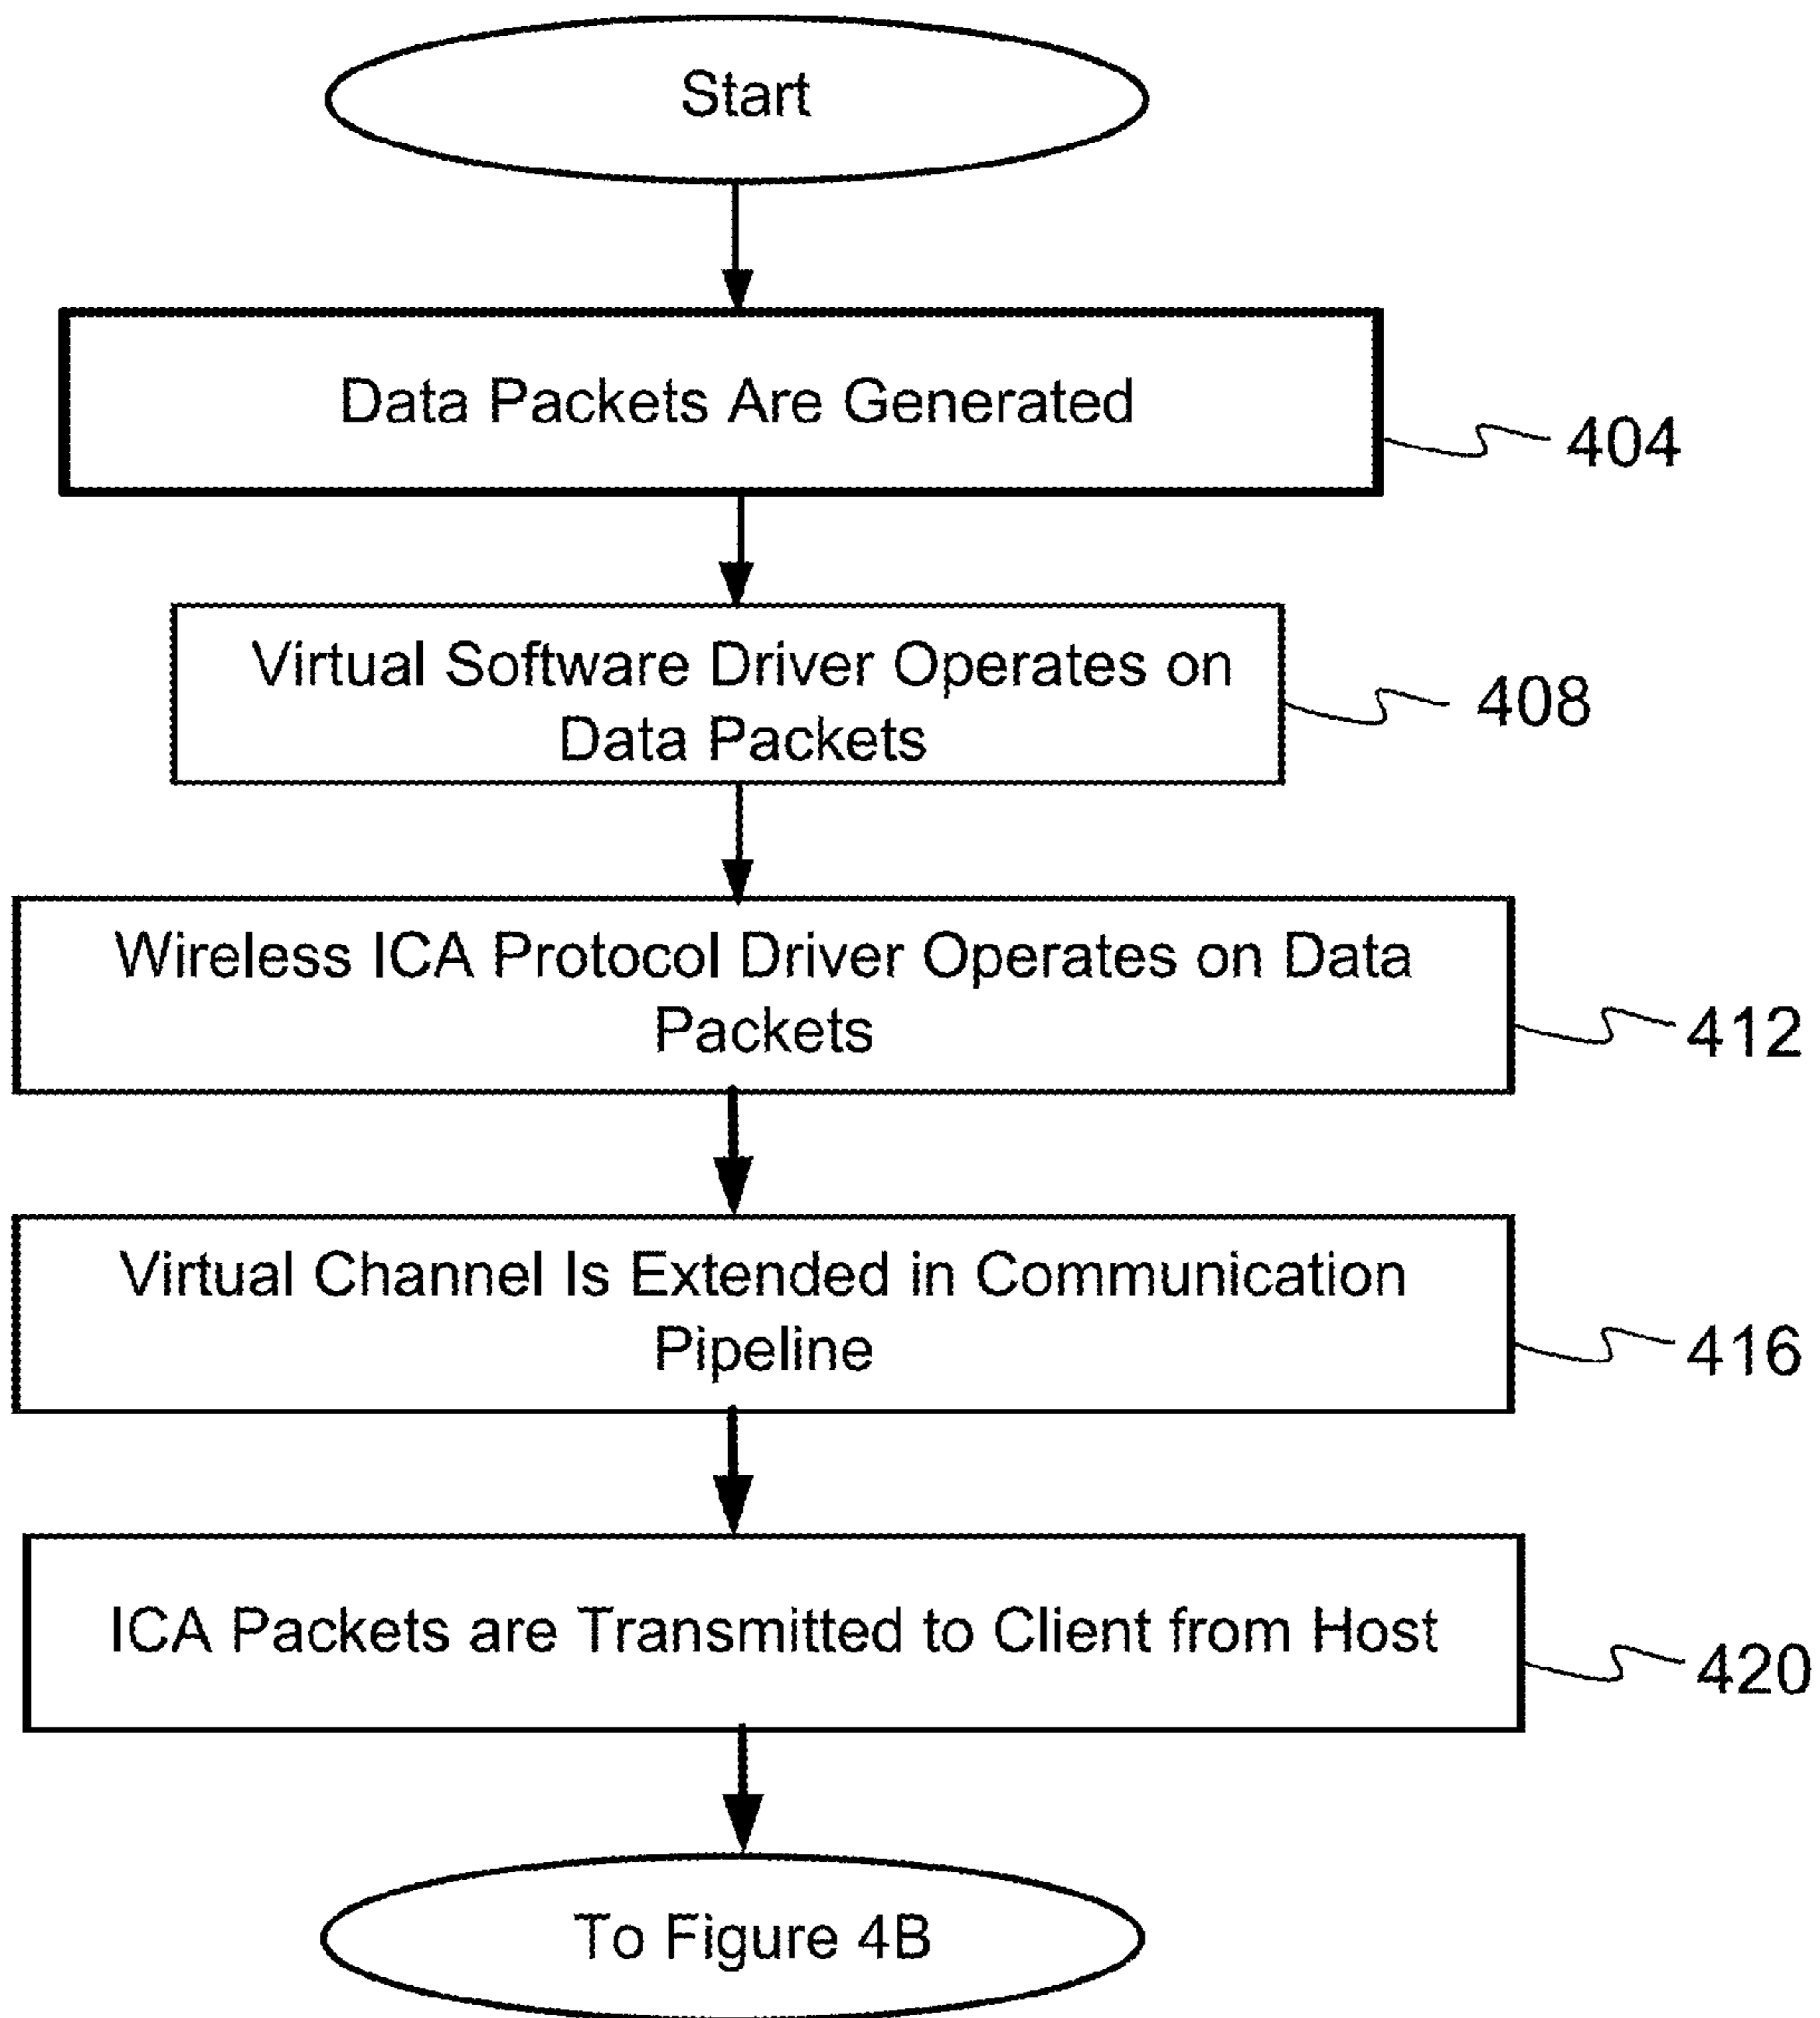 Start
Data Packets Are Generated
404
Virtual Software Driver Operates on
Data Packets
408
Wireless ICA Protocol Driver Operates on Data
Packets
412
Virtual Channel Is Extended in Communication
Pipeline
416
ICA Packets are Transmitted to Client from Host
420
To Figure 4B